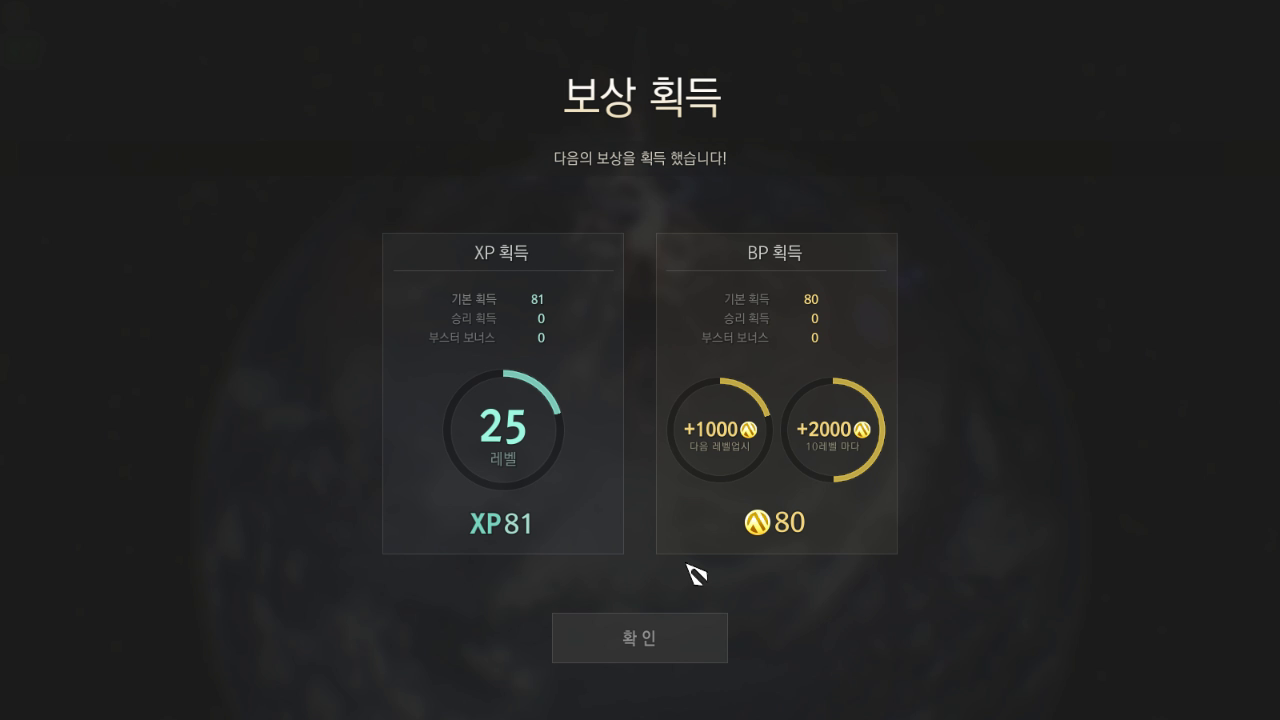 보상 획득
다음의 보상을 획득 했습니다!
XP 획득
기본 획득 81
승리 획득 0
부스터 보너스 0
25
레벨
XP 81
BP 획득
기본 획득 80
승리 획득 0
부스터 보너스 0
+1000
다음 레벨업시
+2000
10레벨 마다
80
확인